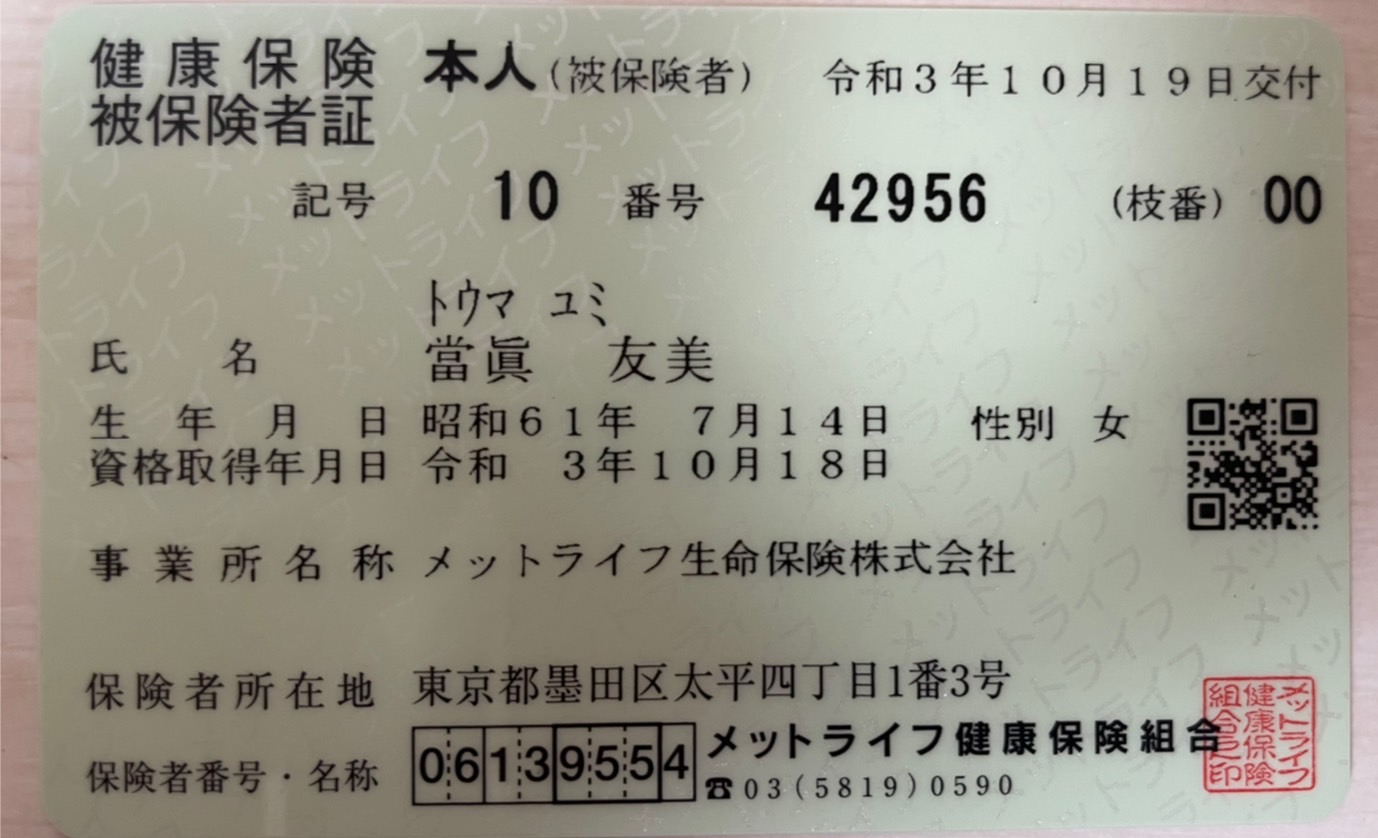 健康保険 本人(被保険者) 令和3年10月19日交付
被保険者証
記号 10 番号 42956 (枝番) 00
トウマ ユミ
氏名 當眞 友美
生年月日 昭和61年 7月14日 性別 女
資格取得年月日 令和 3年10月18日
事業所名称 メットライフ生命保険株式会社
保険者所在地 東京都墨田区太平四丁目1番3号
保険者番号・名称 06139554 メットライフ健康保険組合
☎03(5819)0590
メットライフ健康保険組合之印